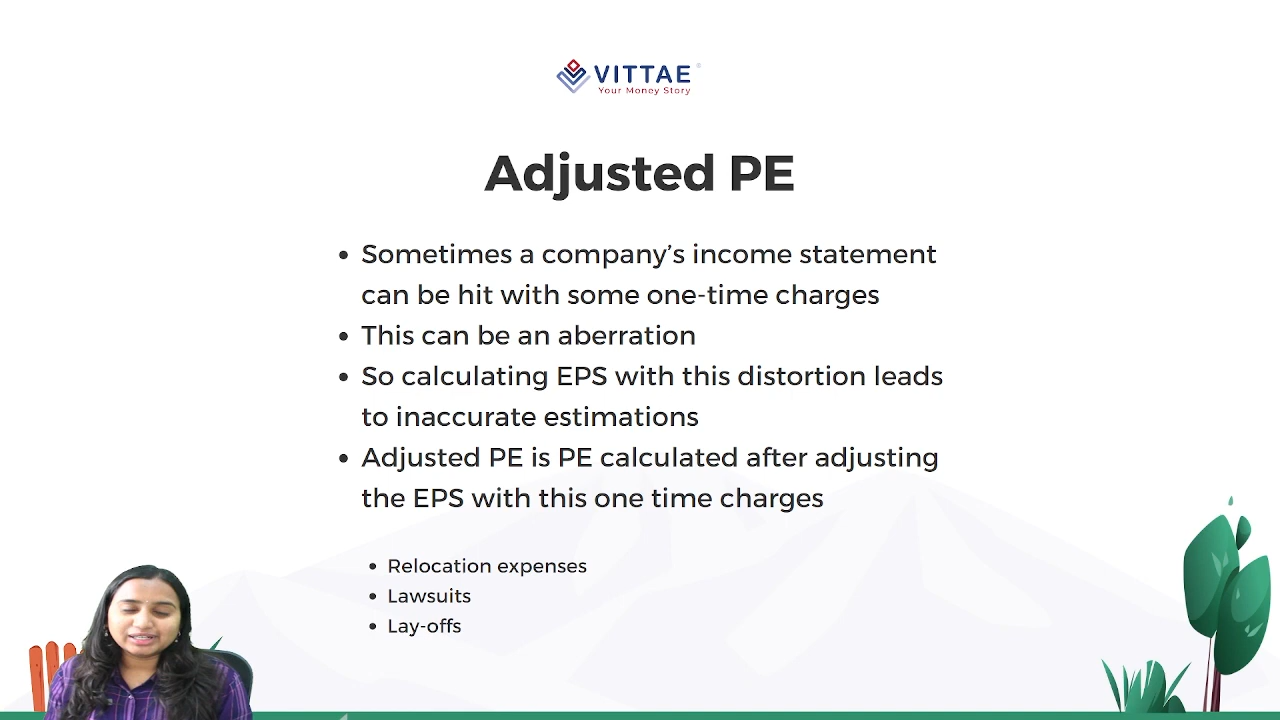 VITTAE
Your Money Story
Adjusted PE
• Sometimes a company's income statement
can be hit with some one-time charges
• This can be an aberration
• So calculating EPS with this distortion leads
to inaccurate estimations
• Adjusted PE is PE calculated after adjusting
the EPS with this one time charges
• Relocation expenses
• Lawsuits
• Lay-offs